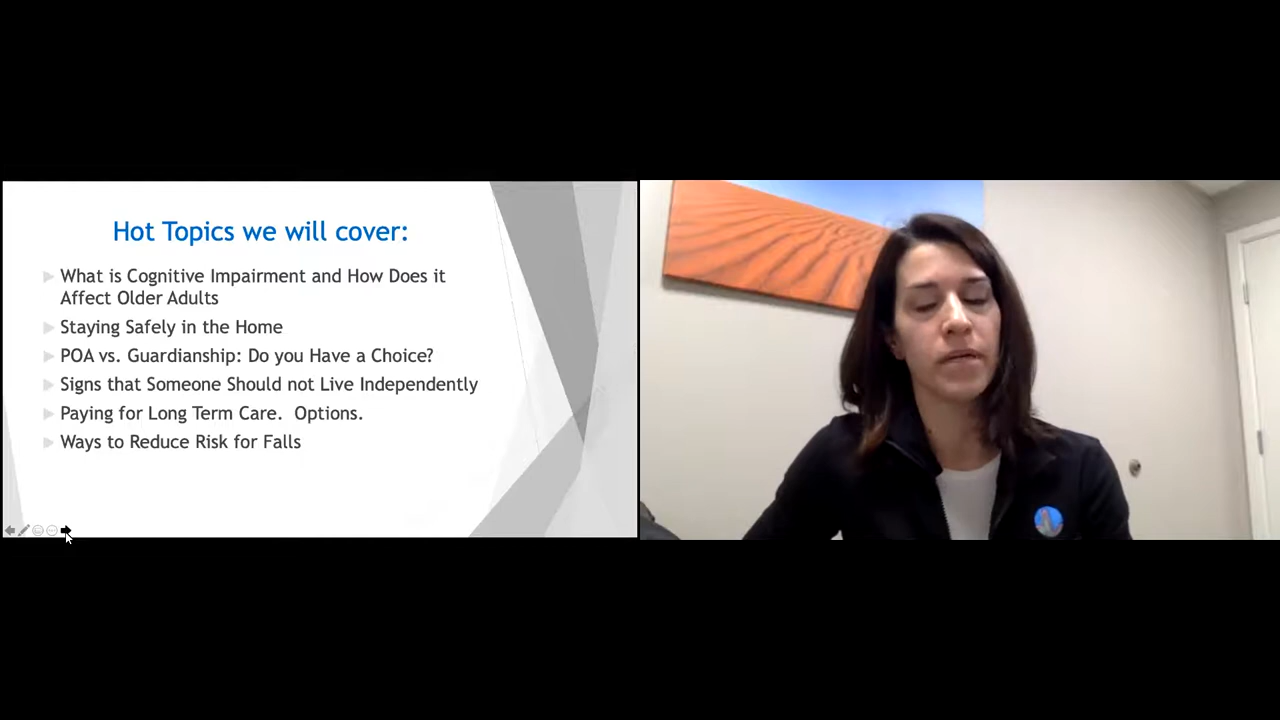 Hot Topics we will cover:
What is Cognitive Impairment and How Does it
Affect Older Adults
Staying Safely in the Home
POA vs. Guardianship: Do you Have a Choice?
Signs that Someone Should not Live Independently
Paying for Long Term Care.  Options.
Ways to Reduce Risk for Falls